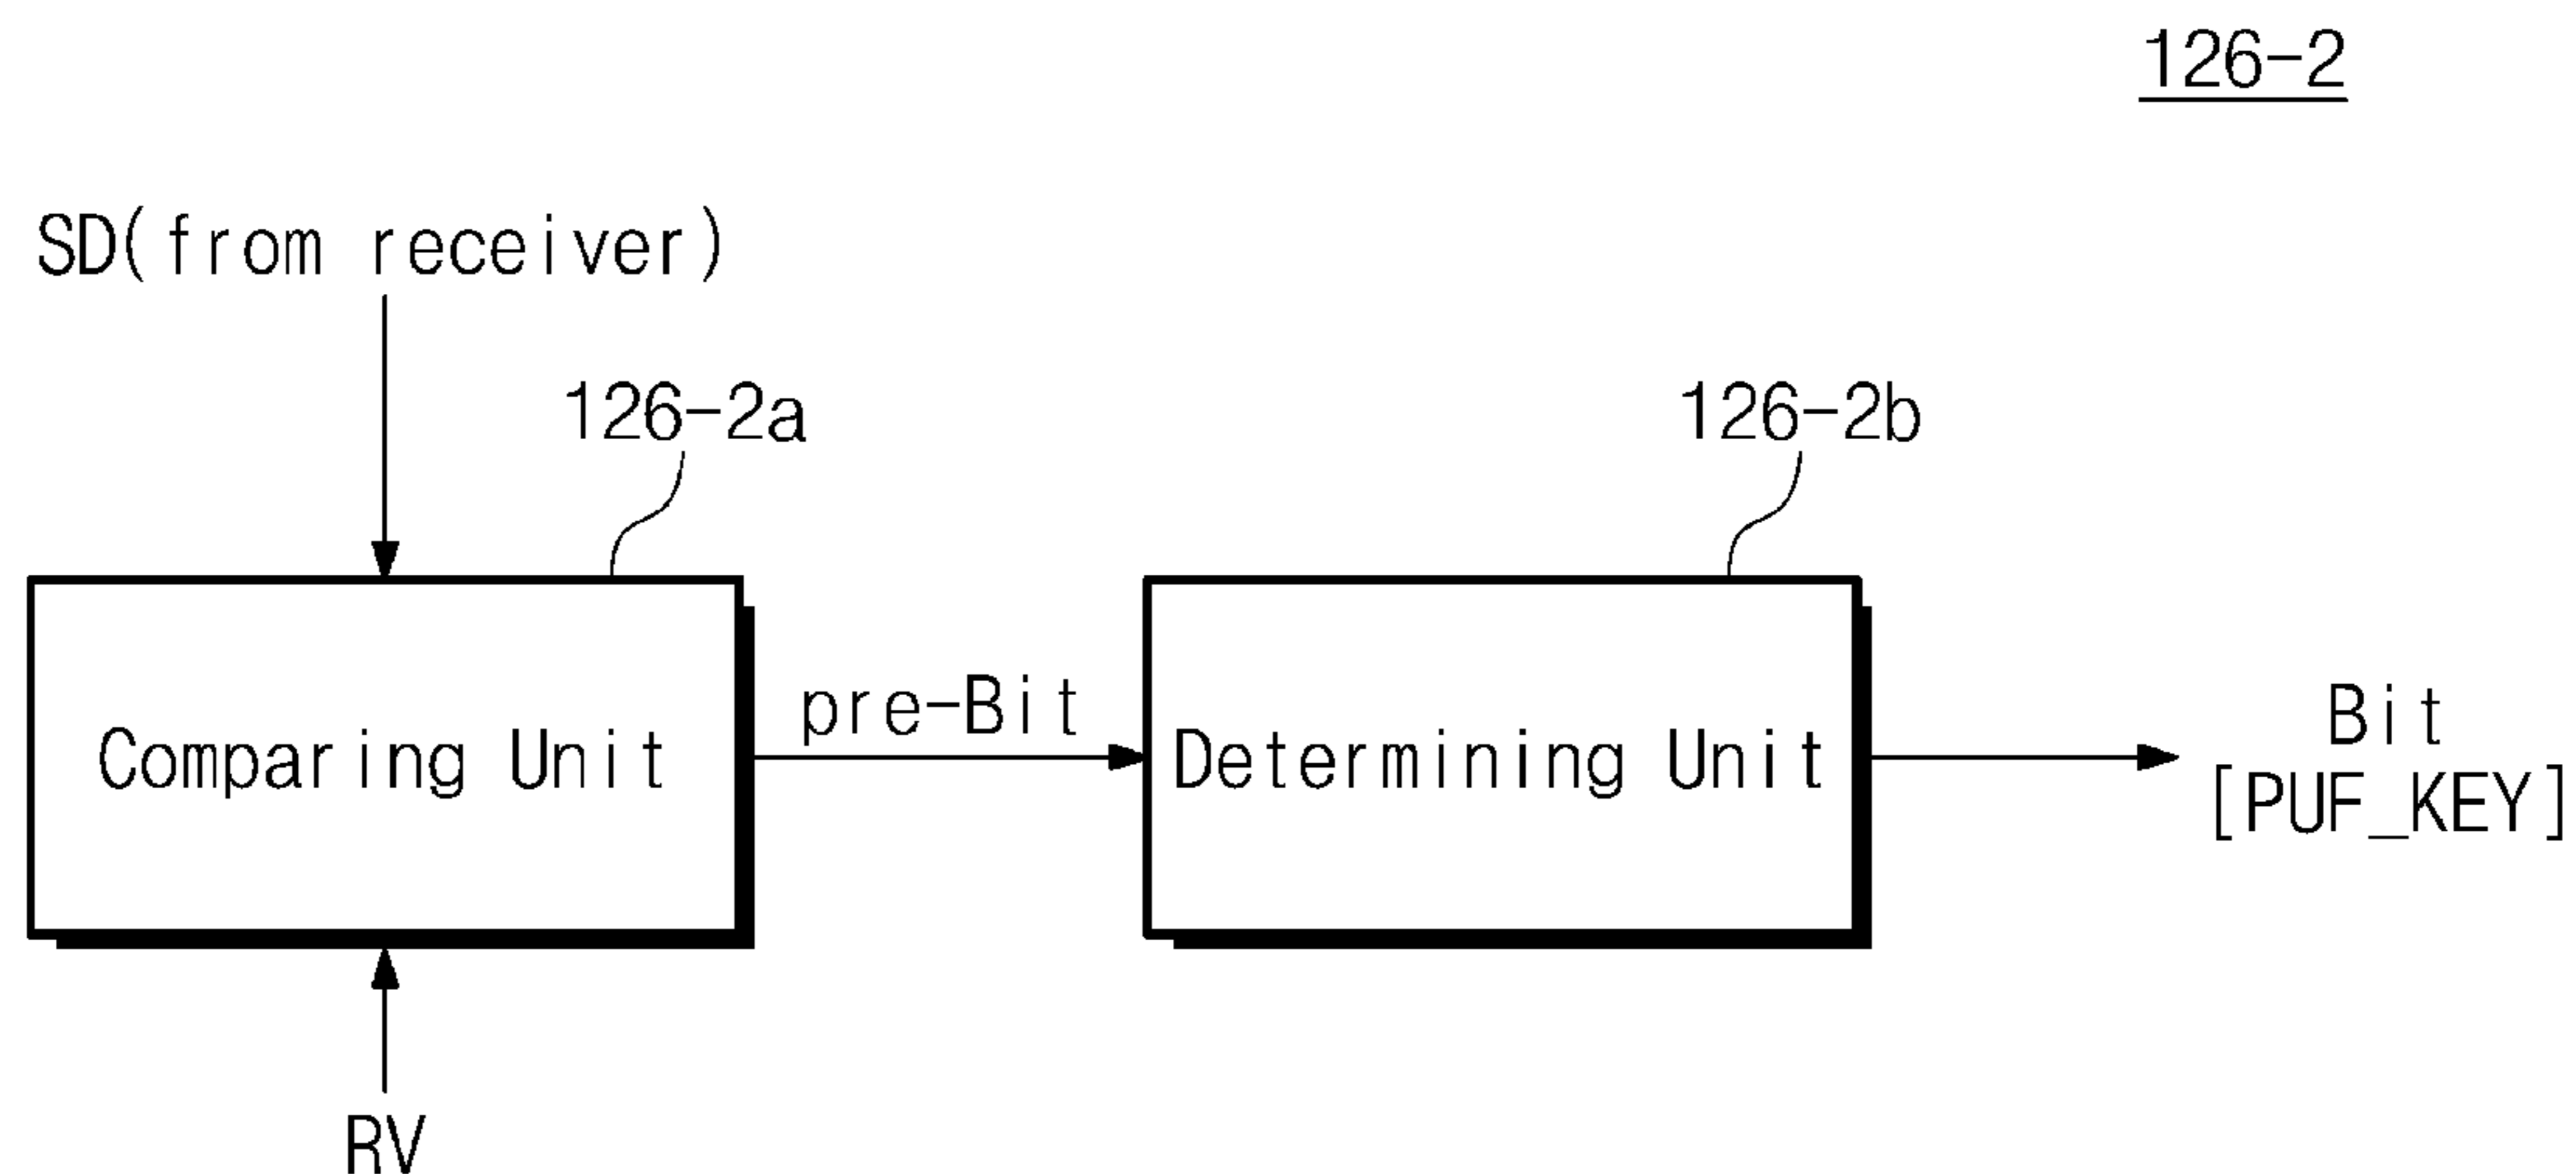 126-2
SD(from receiver)
126-2a
126-2b
Comparing Unit
pre-Bit
Determining Unit
Bit
[PUF_KEY]
RV